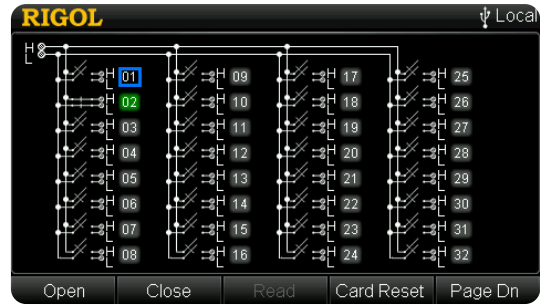 RIGOL Local
H
L
H 01 H 09 H 17 H 25
L L L L
H 02 H 10 H 18 H 26
L L L L
H 03 H 11 H 19 H 27
L L L L
H 04 H 12 H 20 H 28
L L L L
H 05 H 13 H 21 H 29
L L L L
H 06 H 14 H 22 H 30
L L L L
H 07 H 15 H 23 H 31
L L L L
H 08 H 16 H 24 H 32
L L L L
Open Close Read Card Reset Page Dn